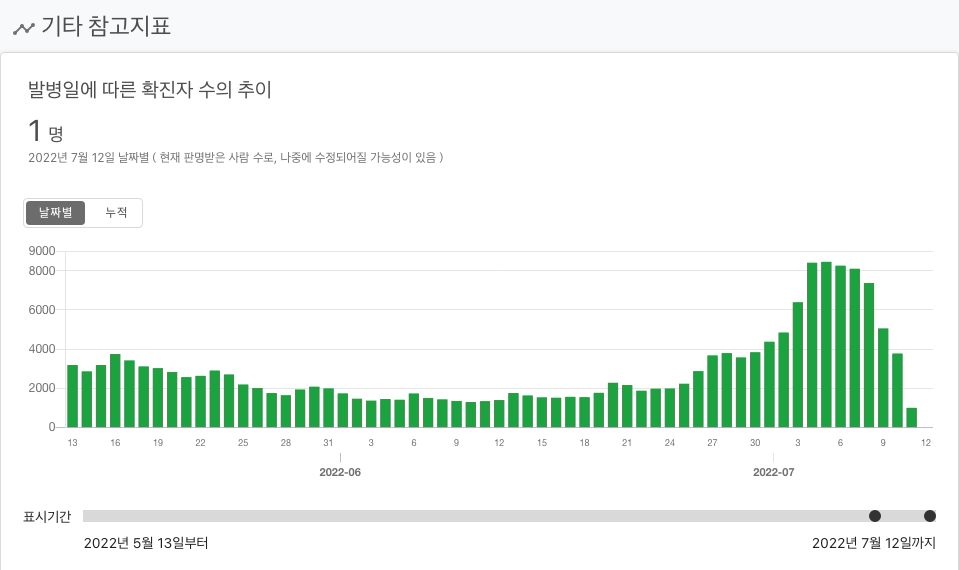 기타 참고지표
발병일에 따른 확진자 수의 추이
1 명
2022년 7월 12일 날짜별 ( 현재 판명받은 사람 수로, 나중에 수정되어질 가능성이 있음 )
날짜별 누적
9000
8000
6000
4000
2000
0
13 16 19 22 25 28 31 3 6 9 12 15 18 21 24 27 30 3 6 9 12
2022-06 2022-07
표시기간
2022년 5월 13일부터 2022년 7월 12일까지